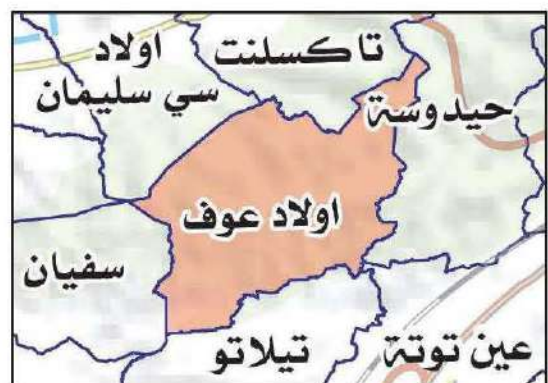 اولاد
سي سليمان
تاكسلنت
حيدوسة
اولاد عوف
سفيان
تيلاتو
عين توتة